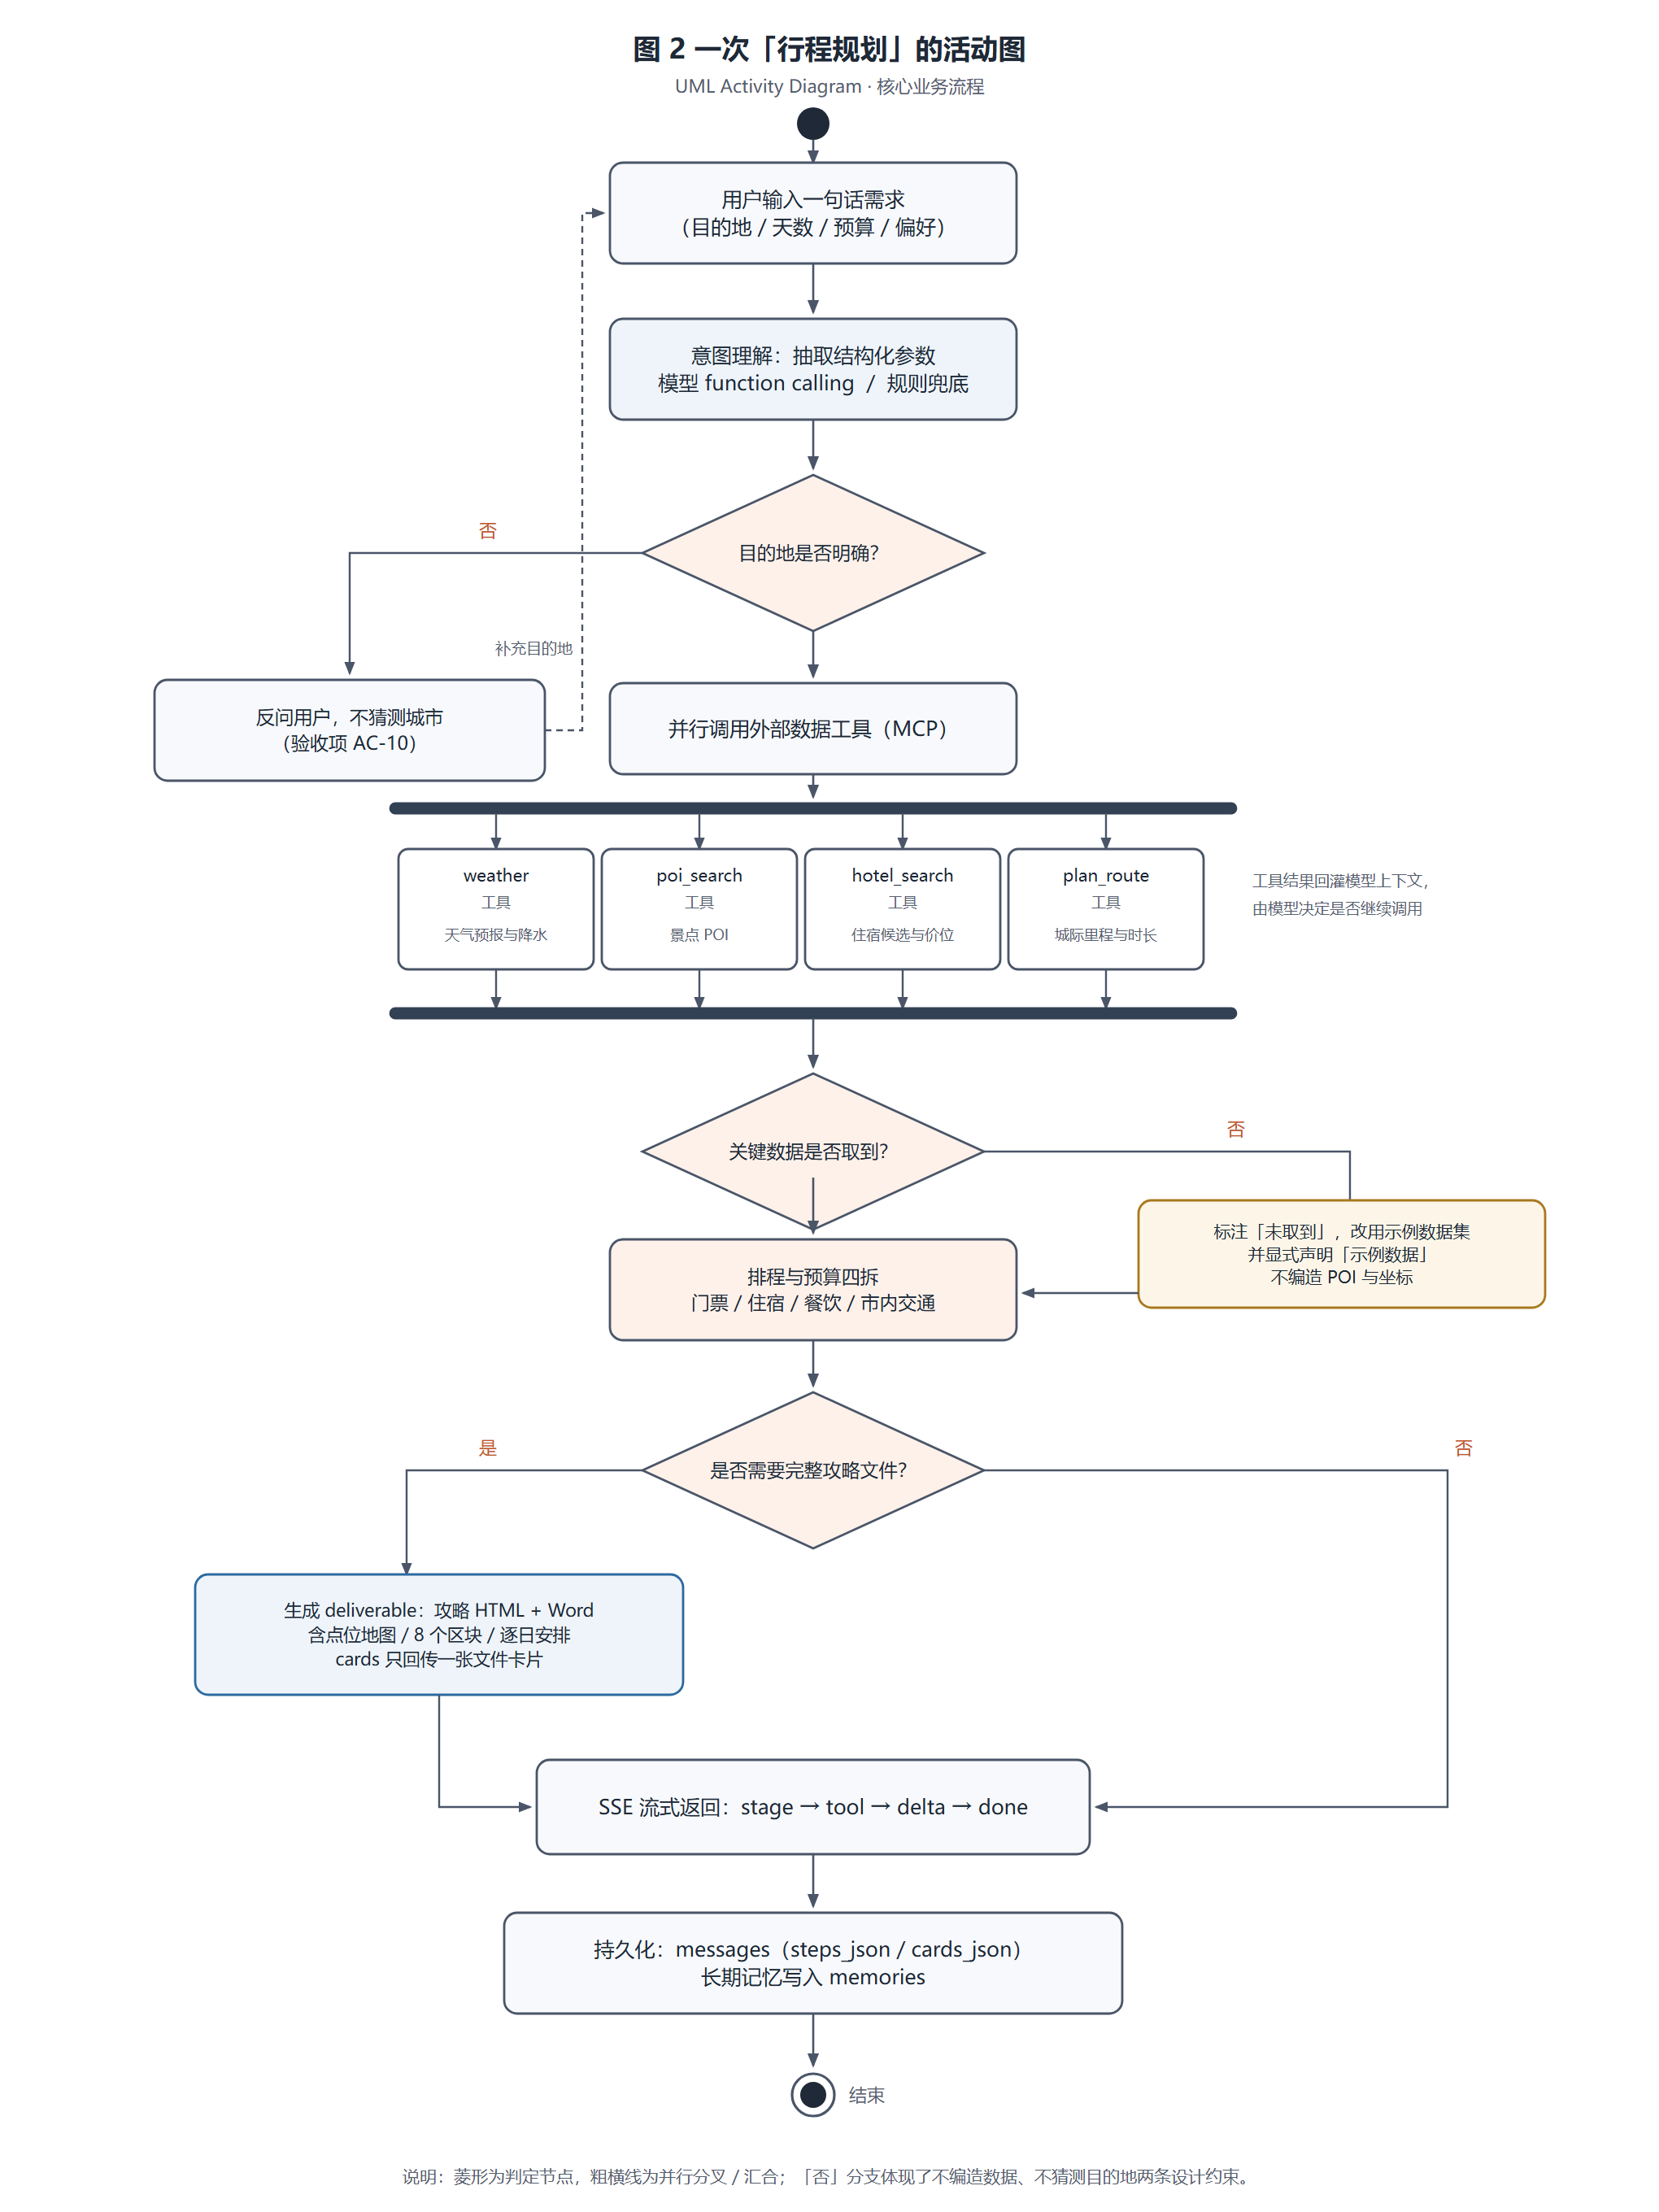 图 2 一次「行程规划」的活动图
UML Activity Diagram · 核心业务流程
用户输入一句话需求
（目的地 / 天数 / 预算 / 偏好）
意图理解：抽取结构化参数
模型 function calling / 规则兜底
否
目的地是否明确？
补充目的地
反问用户，不猜测城市
（验收项 AC-10）
并行调用外部数据工具（MCP）
weather
工具
天气预报与降水
poi_search
工具
景点 POI
hotel_search
工具
住宿候选与价位
plan_route
工具
城际里程与时长
工具结果回灌模型上下文，
由模型决定是否继续调用
关键数据是否取到？
否
标注「未取到」，改用示例数据集
并显式声明「示例数据」
不编造 POI 与坐标
排程与预算四拆
门票 / 住宿 / 餐饮 / 市内交通
是
是否需要完整攻略文件？
否
生成 deliverable：攻略 HTML + Word
含点位地图 / 8 个区块 / 逐日安排
cards 只回传一张文件卡片
SSE 流式返回：stage → tool → delta → done
持久化：messages（steps_json / cards_json）
长期记忆写入 memories
结束
说明：菱形为判定节点，粗横线为并行分叉 / 汇合；「否」分支体现了不编造数据、不猜测目的地两条设计约束。